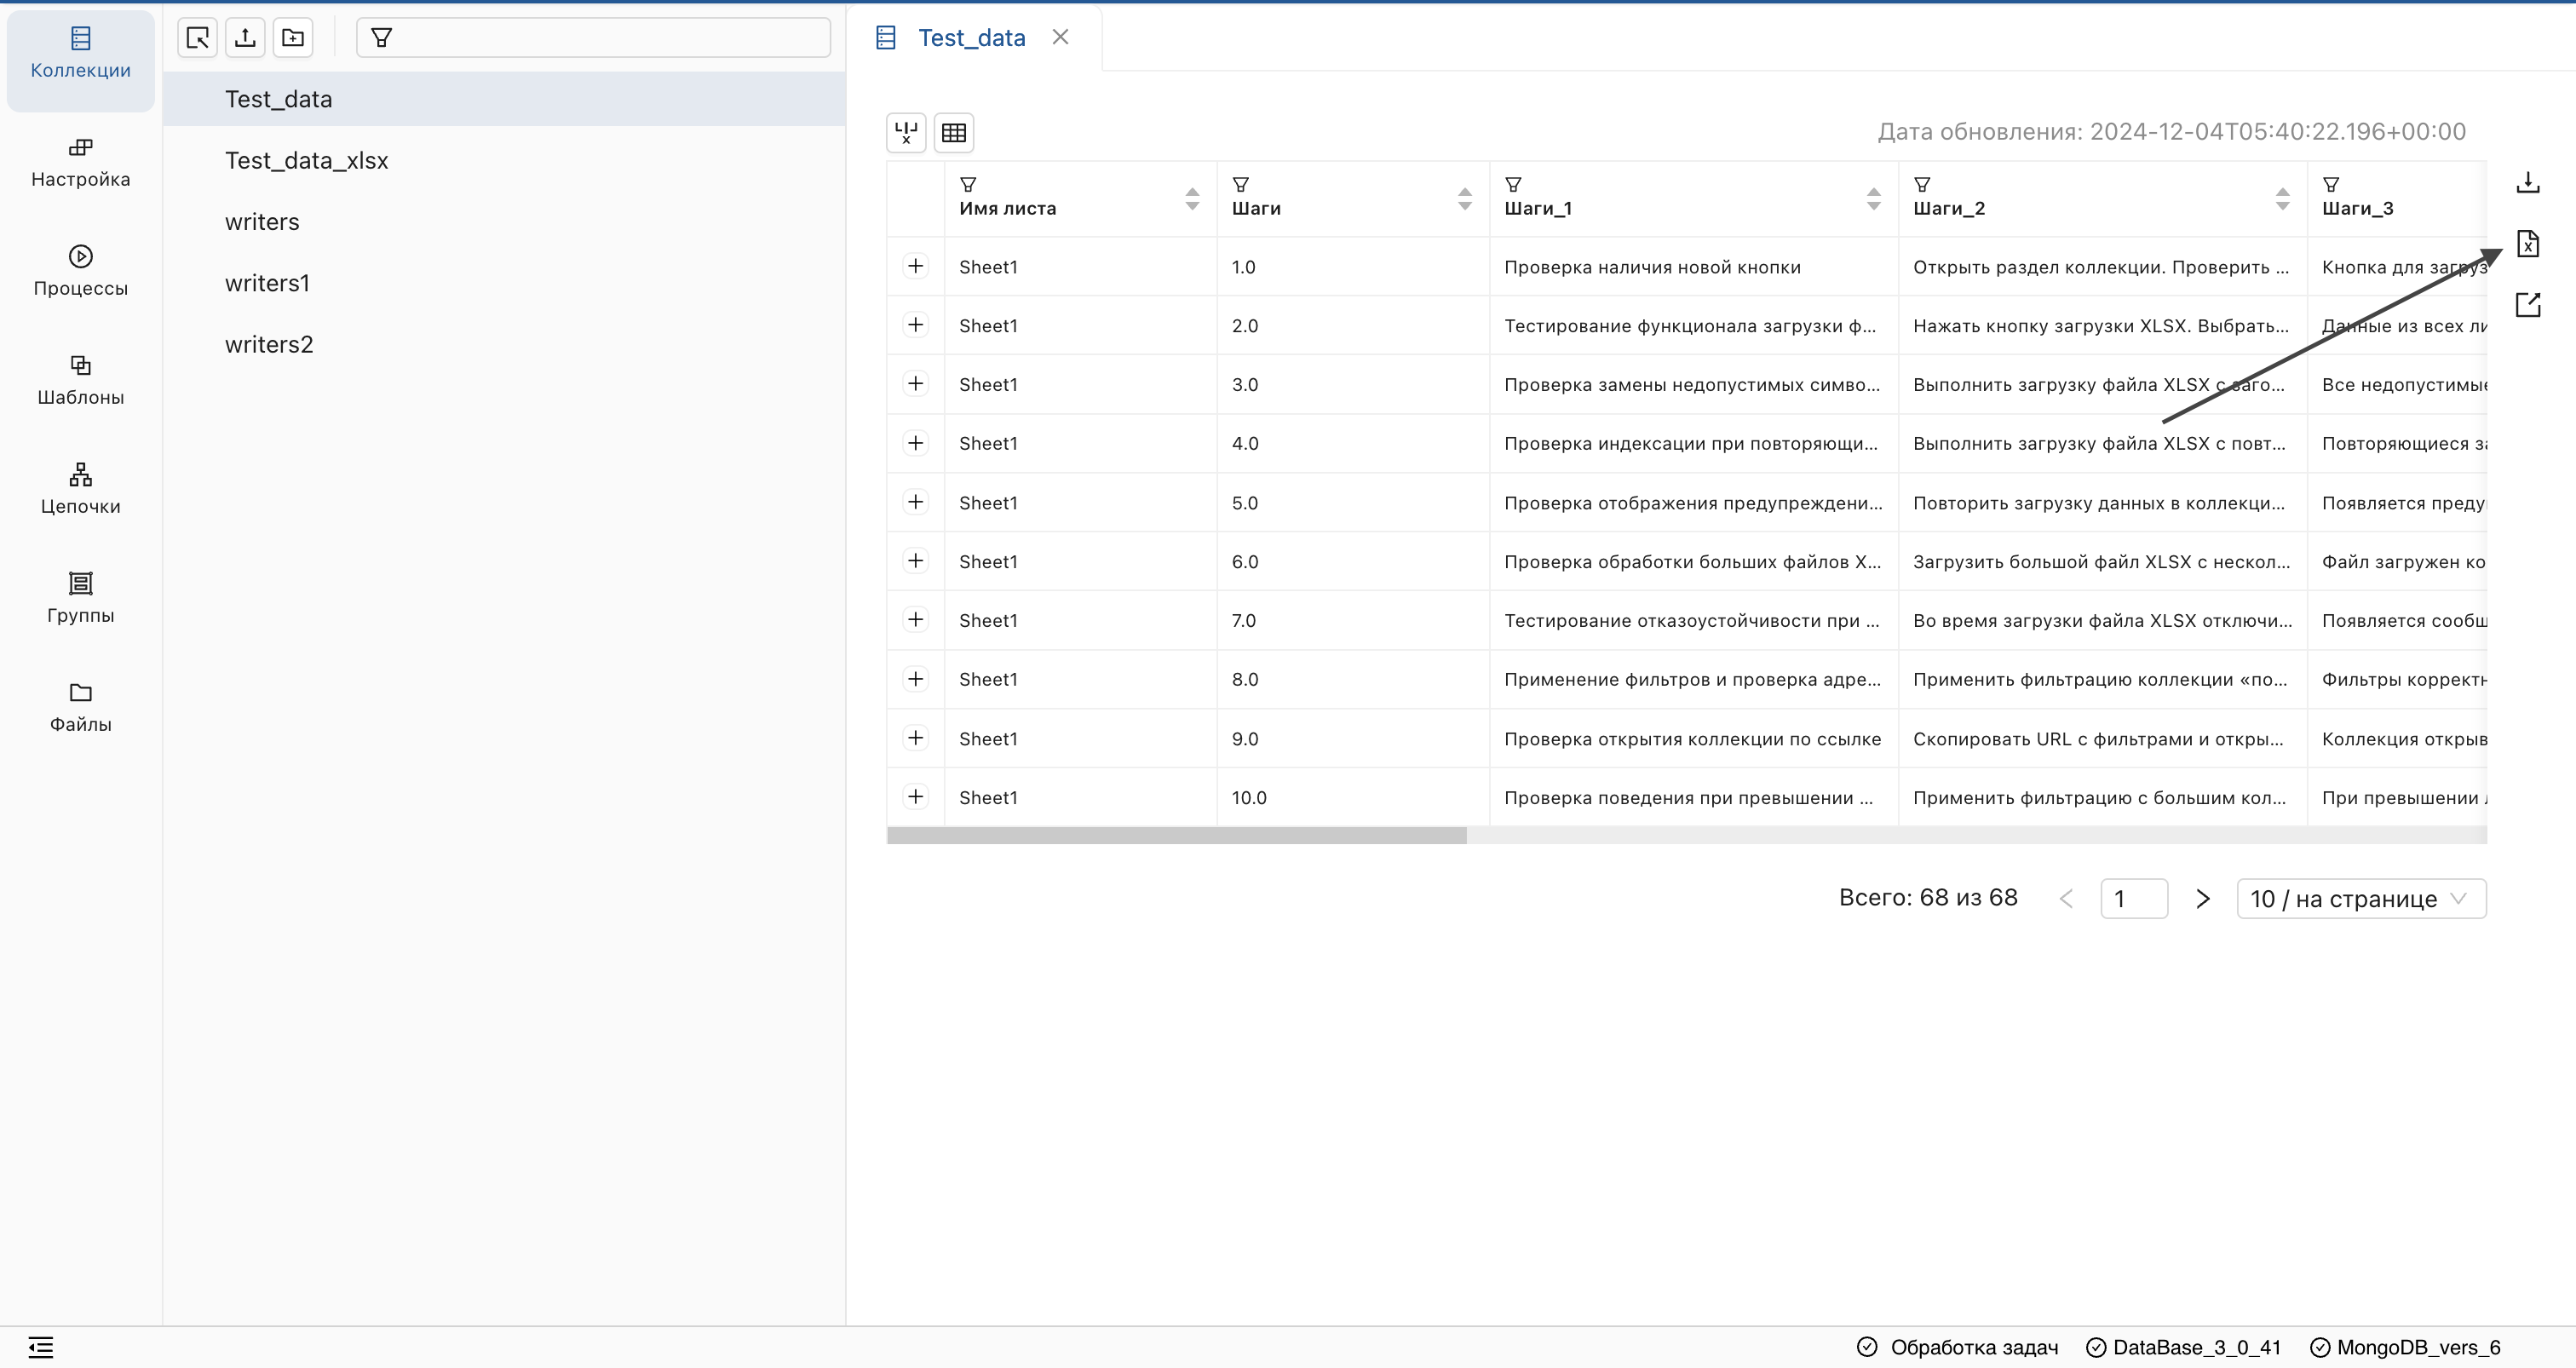 Коллекции
Настройка
Процессы
Шаблоны
Цепочки
Группы
Файлы
Test_data
Test_data_xlsx
writers
writers1
writers2
Test_data
Дата обновления: 2024-12-04T05:40:22.196+00:00
Имя листа Шаги Шаги_1 Шаги_2 Шаги_3
Sheet1 1.0 Проверка наличия новой кнопки Открыть раздел коллекции. Проверить ... Кнопка для загруз
Sheet1 2.0 Тестирование функционала загрузки ф... Нажать кнопку загрузки XLSX. Выбрать... Данные из всех ли
Sheet1 3.0 Проверка замены недопустимых симво... Выполнить загрузку файла XLSX с заго... Все недопустимые
Sheet1 4.0 Проверка индексации при повторяющи... Выполнить загрузку файла XLSX с повт... Повторяющиеся за
Sheet1 5.0 Проверка отображения предупреждени... Повторить загрузку данных в коллекци... Появляется преду
Sheet1 6.0 Проверка обработки больших файлов X... Загрузить большой файл XLSX с нескол... Файл загружен ко
Sheet1 7.0 Тестирование отказоустойчивости при ... Во время загрузки файла XLSX отключи... Появляется сообщ
Sheet1 8.0 Применение фильтров и проверка адре... Применить фильтрацию коллекции «по... Фильтры корректн
Sheet1 9.0 Проверка открытия коллекции по ссылке Скопировать URL с фильтрами и откры... Коллекция открыв
Sheet1 10.0 Проверка поведения при превышении ... Применить фильтрацию с большим кол... При превышении л
Всего: 68 из 68 1 10 / на странице
Обработка задач DataBase_3_0_41 MongoDB_vers_6